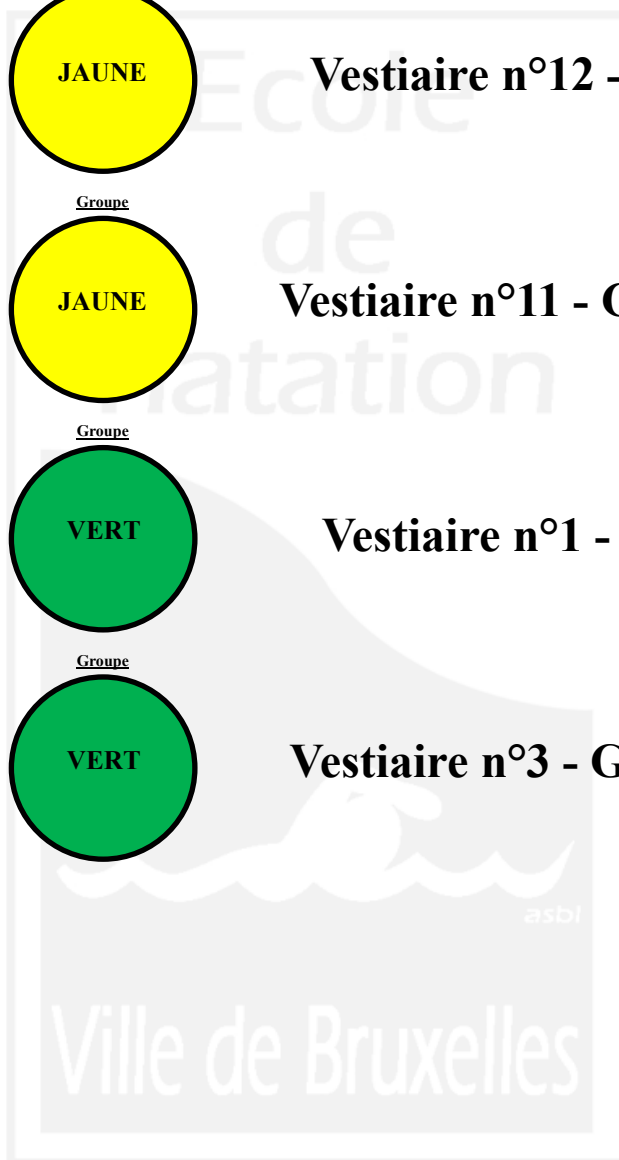 Ecole
JAUNE Vestiaire n°12 -
Groupe
de
JAUNE Vestiaire n°11 - G
natation
Groupe
VERT Vestiaire n°1 -
Groupe
VERT Vestiaire n°3 - G
asbl
Ville de Bruxelles